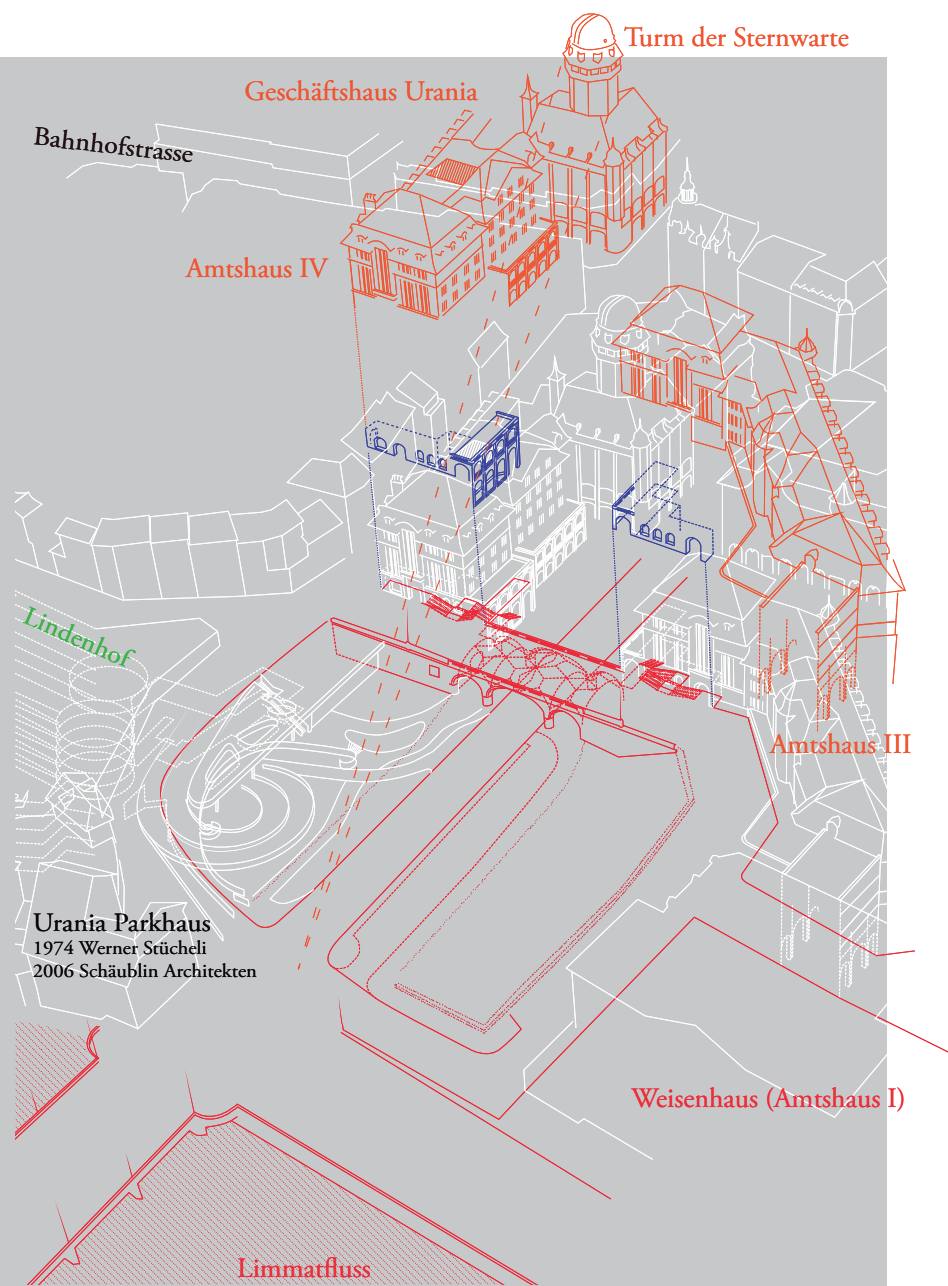 Turm der Sternwarte
Geschäftshaus Urania
Bahnhofstrasse
Amtshaus IV
Lindenhof
Amtshaus III
Urania Parkhaus
1974 Werner Stücheli
2006 Schäublin Architekten
Weisenhaus (Amtshaus I)
Limmatfluss